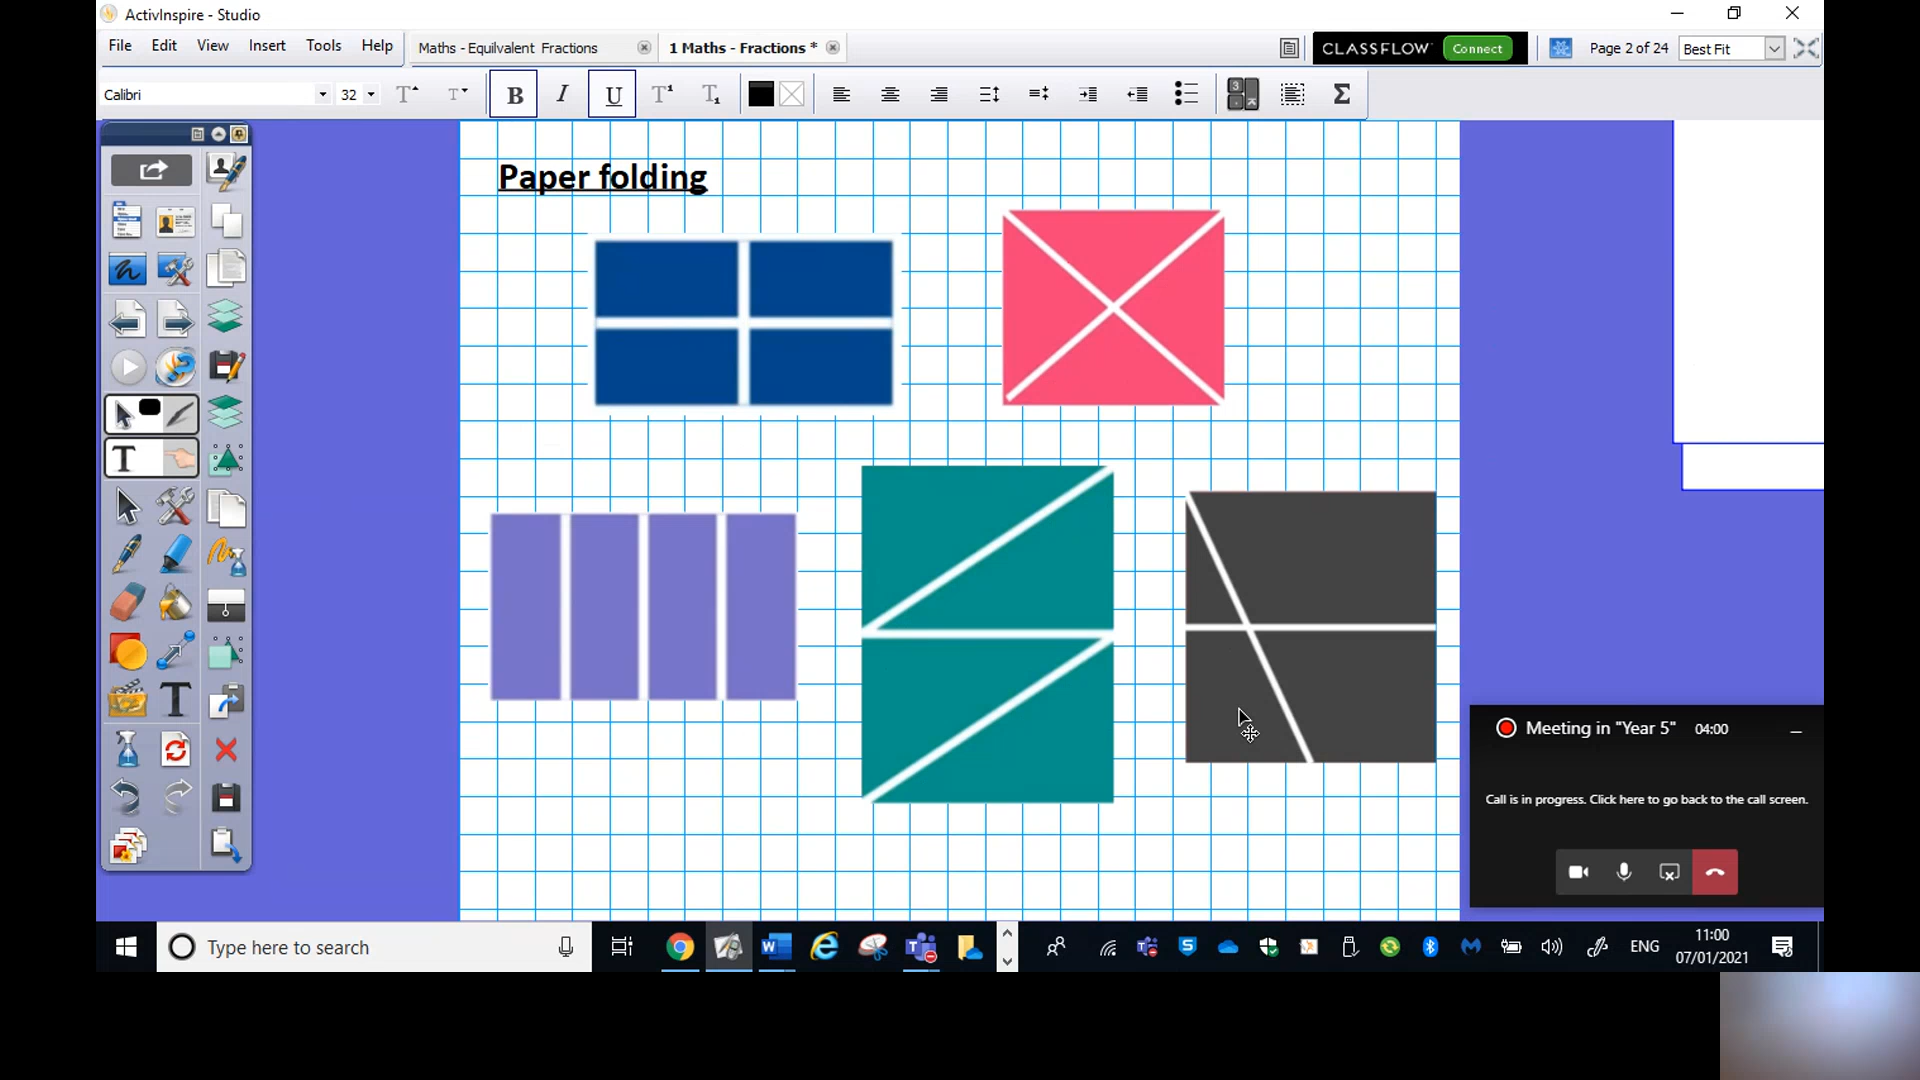 ActivInspire - Studio
File Edit View Insert Tools Help
Maths - Equilvalent Fractions
1 Maths - Fractions *
CLASSFLOW Connect
Page 2 of 24
Best Fit
Calibri
32
B I U T T
Paper folding
T
T
Meeting in "Year 5" 04:00
Call is in progress. Click here to go back to the call screen.
Type here to search
ENG
11:00
07/01/2021